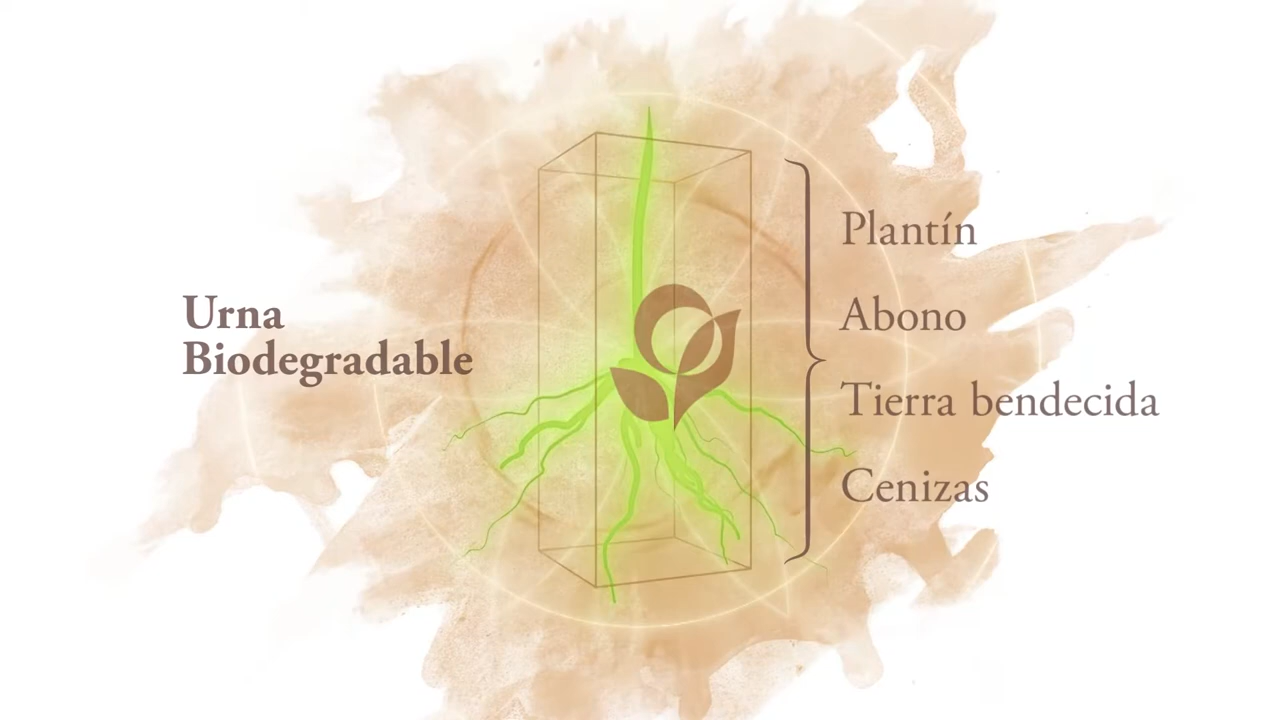 Urna
Biodegradable
Plantín
Abono
Tierra bendecida
Cenizas